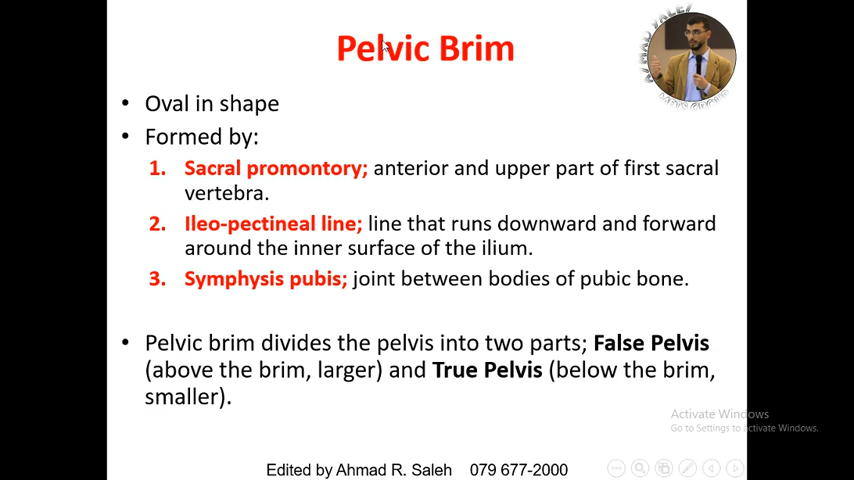 Pelvic Brim
• Oval in shape
• Formed by:
1. Sacral promontory; anterior and upper part of first sacral
vertebra.
2. Ileo-pectineal line; line that runs downward and forward
around the inner surface of the ilium.
3. Symphysis pubis; joint between bodies of pubic bone.
• Pelvic brim divides the pelvis into two parts; False Pelvis
(above the brim, larger) and True Pelvis (below the brim,
smaller).
Activate Windows
Go to Settings to activate Windows.
Edited by Ahmad R. Saleh 079 677-2000